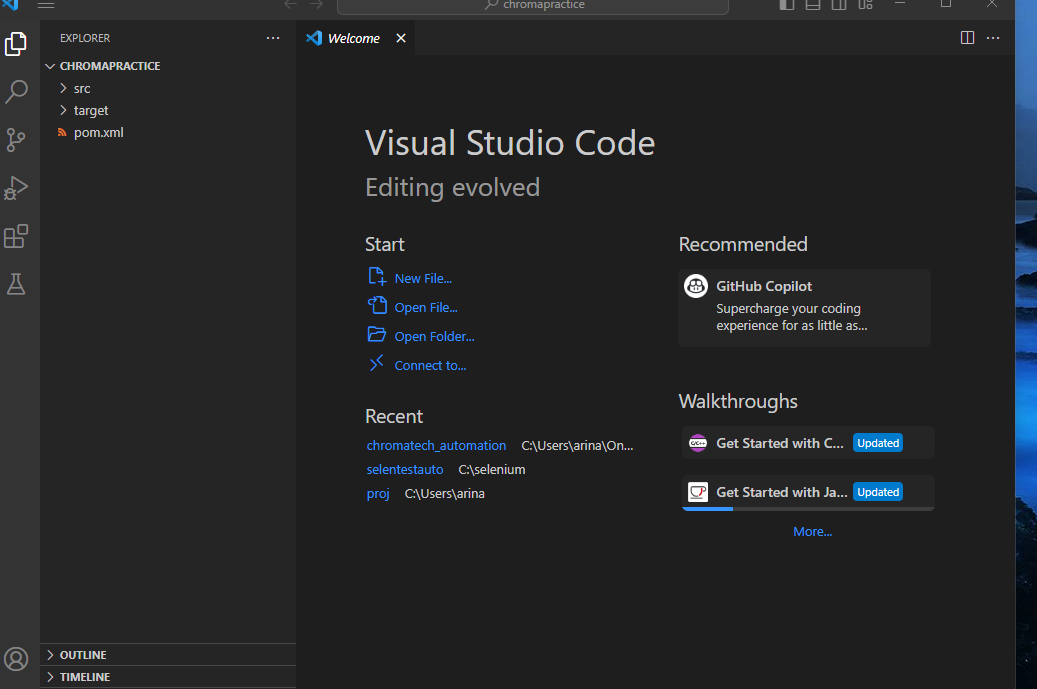 chromapractice
EXPLORER
Welcome
CHROMAPRACTICE
src
target
pom.xml
Visual Studio Code
Editing evolved
Start
New File...
Open File...
Open Folder...
Connect to...
Recent
chromatech_automation C:\Users\arina\On...
selentestauto C:\selenium
proj C:\Users\arina
Recommended
GitHub Copilot
Supercharge your coding
experience for as little as...
Walkthroughs
C/C++ Get Started with C... Updated
Get Started with Ja... Updated
More...
OUTLINE
TIMELINE